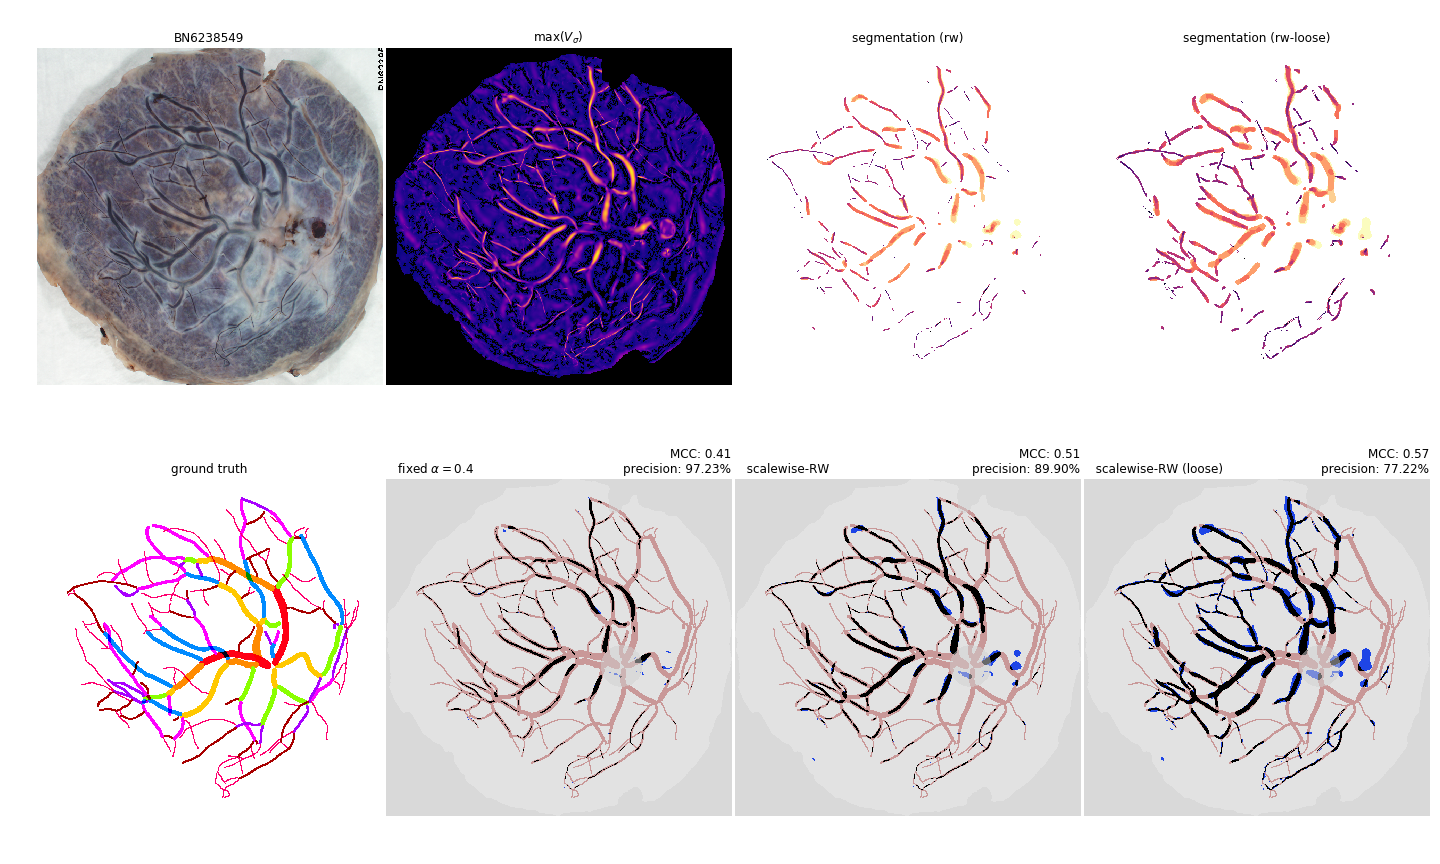 BN6238549
max(Vσ)
segmentation (rw)
segmentation (rw-loose)
ground truth
fixed α = 0.4
MCC: 0.41
precision: 97.23%
scalewise-RW
MCC: 0.51
precision: 89.90%
scalewise-RW (loose)
MCC: 0.57
precision: 77.22%